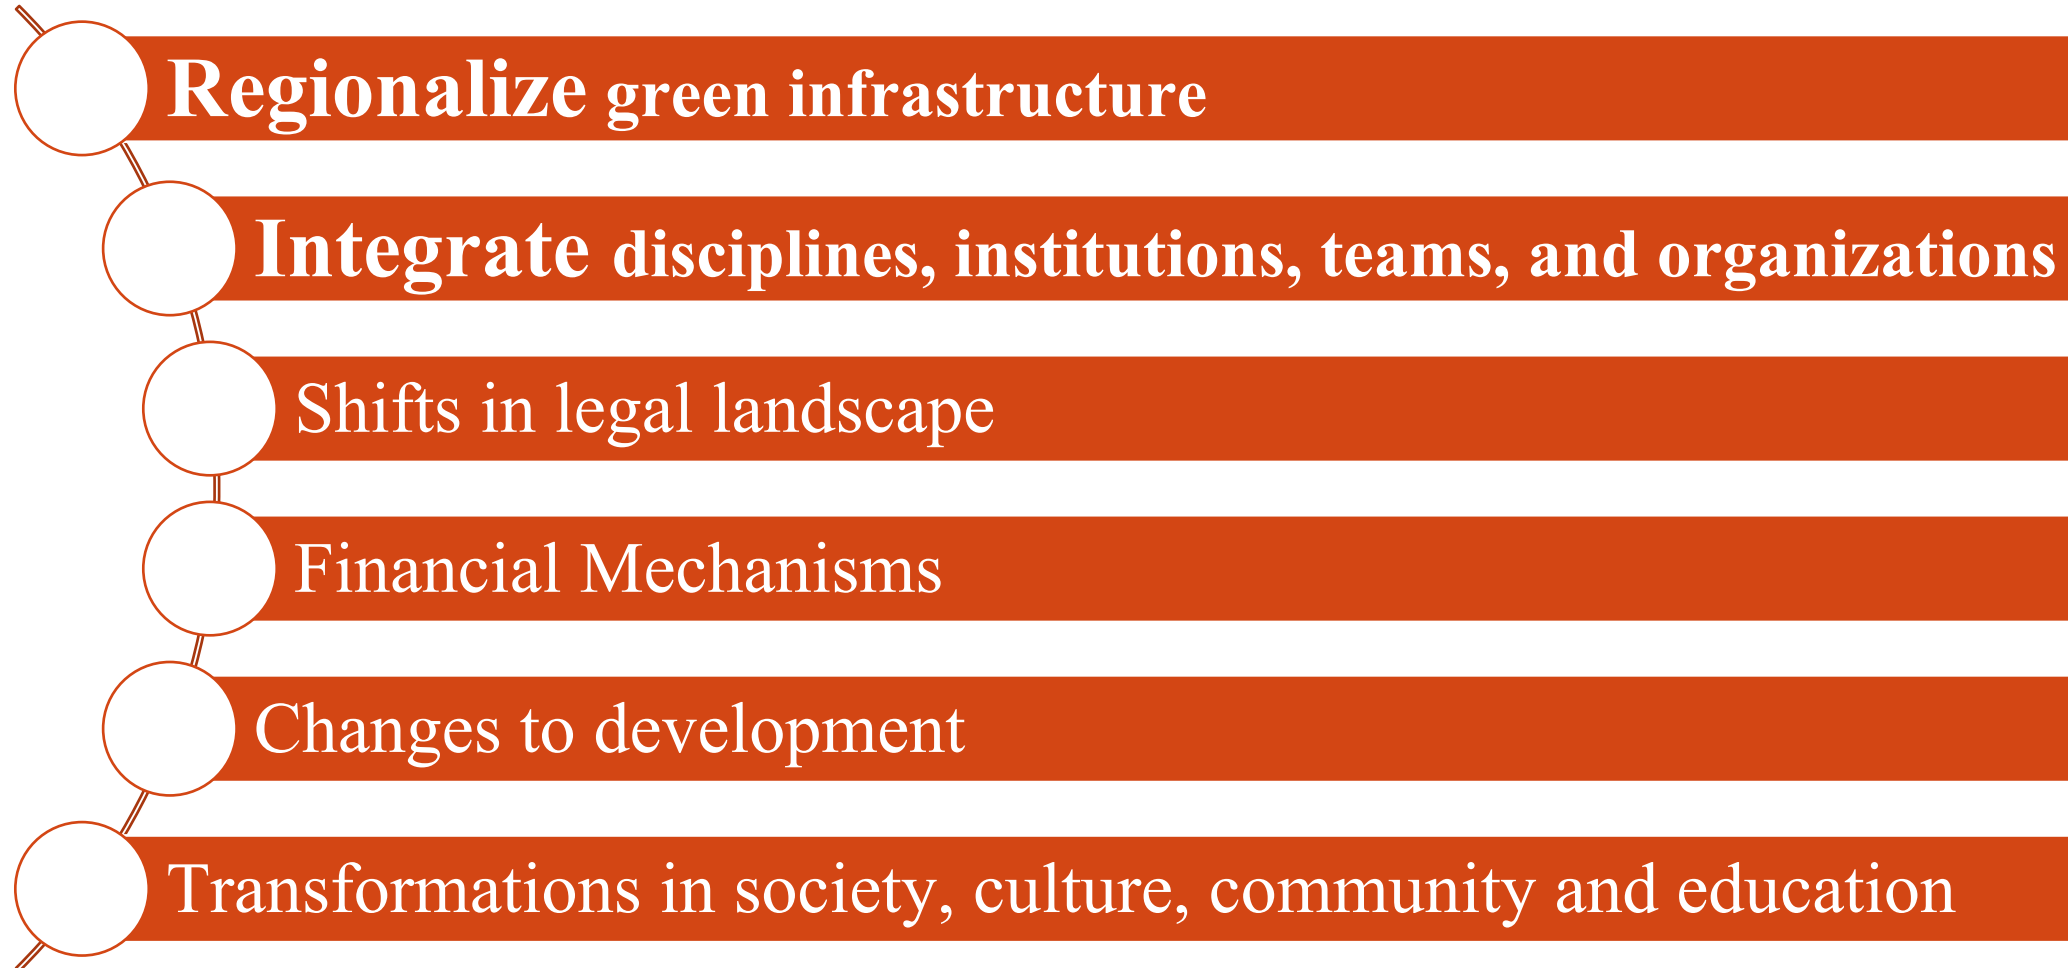 Regionalize green infrastructure
Integrate disciplines, institutions, teams, and organizations
Shifts in legal landscape
Financial Mechanisms
Changes to development
Transformations in society, culture, community and education